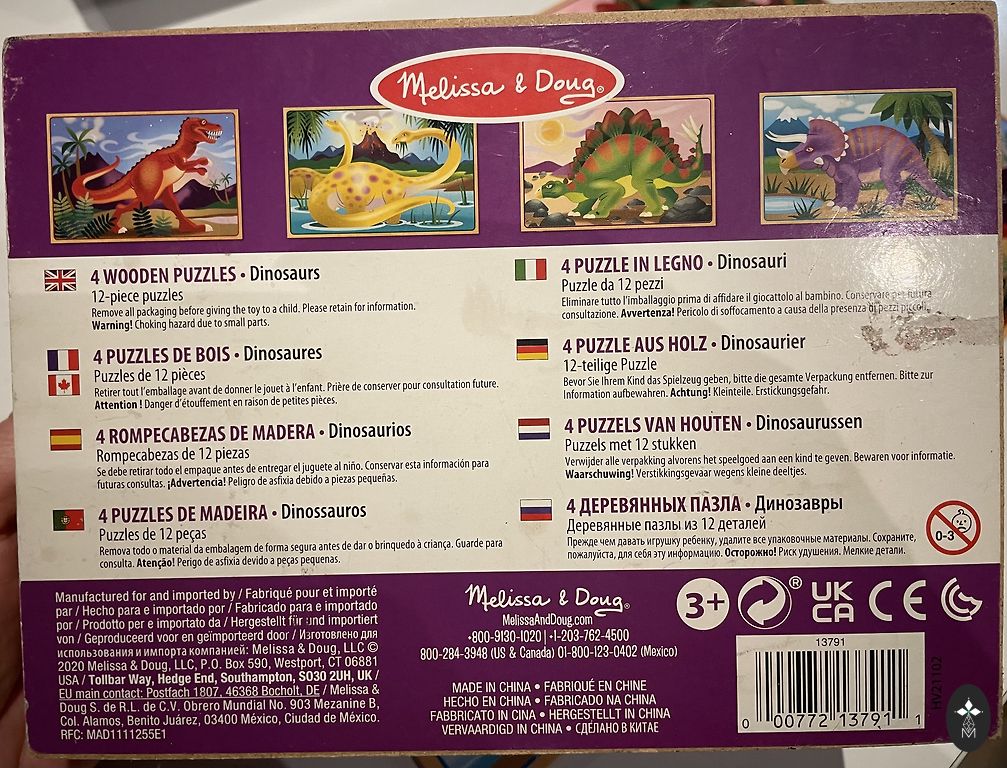 Melissa & Doug®
4 WOODEN PUZZLES • Dinosaurs
12-piece puzzles
Remove all packaging before giving the toy to a child. Please retain for information.
Warning! Choking hazard due to small parts.
4 PUZZLES DE BOIS • Dinosaures
Puzzles de 12 pièces
Retirer tout l'emballage avant de donner le jouet à l'enfant. Prière de conserver pour consultation future.
Attention ! Danger d'étouffement en raison de petites pièces.
4 ROMPECABEZAS DE MADERA • Dinosaurios
Rompecabezas de 12 piezas
Se debe retirar todo el empaque antes de entregar el juguete al niño. Conservar esta información para
futuras consultas. ¡Advertencia! Peligro de asfixia debido a piezas pequeñas.
4 PUZZLES DE MADEIRA • Dinossauros
Puzzles de 12 peças
Remova todo o material da embalagem de forma segura antes de dar o brinquedo à criança. Guarde para
consulta. Atenção! Perigo de asfixia devido a peças pequenas.
4 PUZZLE IN LEGNO • Dinosauri
Puzzle da 12 pezzi
Eliminare tutto l'imballaggio prima di affidare il giocattolo al bambino. Conservare per futura
consultazione. Avvertenza! Pericolo di soffocamento a causa della presenza di pezzi piccoli.
4 PUZZLE AUS HOLZ • Dinosaurier
12-teilige Puzzle
Bevor Sie Ihrem Kind das Spielzeug geben, bitte die gesamte Verpackung entfernen. Bitte zur
Information aufbewahren. Achtung! Kleinteile. Erstickungsgefahr.
4 PUZZELS VAN HOUTEN • Dinosaurussen
Puzzels met 12 stukken
Verwijder alle verpakking alvorens het speelgoed aan een kind te geven. Bewaren voor informatie.
Waarschuwing! Verstikkingsgevaar wegens kleine deeltjes.
4 ДЕРЕВЯННЫХ ПАЗЛА • Динозавры
Деревянные пазлы из 12 деталей
Прежде чем давать игрушку ребенку, удалите все упаковочные материалы. Сохраните,
пожалуйста, для себя эту информацию. Осторожно! Риск удушения. Мелкие детали.
0-3
Manufactured for and imported by / Fabriqué pour et importé
par / Hecho para e importado por / Fabricado para e importado
por / Prodotto per e importato da / Hergestellt für und importiert
von / Geproduceerd voor en geïmporteerd door / Изготовлено для
использования и импорта компанией: Melissa & Doug, LLC ©
2020 Melissa & Doug, LLC, P.O. Box 590, Westport, CT 06881
USA / Tollbar Way, Hedge End, Southampton, SO30 2UH, UK /
EU main contact: Postfach 1807, 46368 Bocholt, DE / Melissa &
Doug S. de R.L. de C.V. Obrero Mundial No. 903 Mezanine B,
Col. Alamos, Benito Juárez, 03400 México, Ciudad de México.
RFC: MAD1111255E1
Melissa & Doug®
MelissaAndDoug.com
+800-9130-1020 | +1-203-762-4500
800-284-3948 (US & Canada) 01-800-123-0402 (Mexico)
MADE IN CHINA • FABRIQUÉ EN CHINE
HECHO EN CHINA • FABRICADO NA CHINA
FABBRICATO IN CINA • HERGESTELLT IN CHINA
VERVAARDIGD IN CHINA • СДЕЛАНО В КИТАЕ
3+
®
UK
CA
CE
13791
0 00772 13791 1
HV21102
M